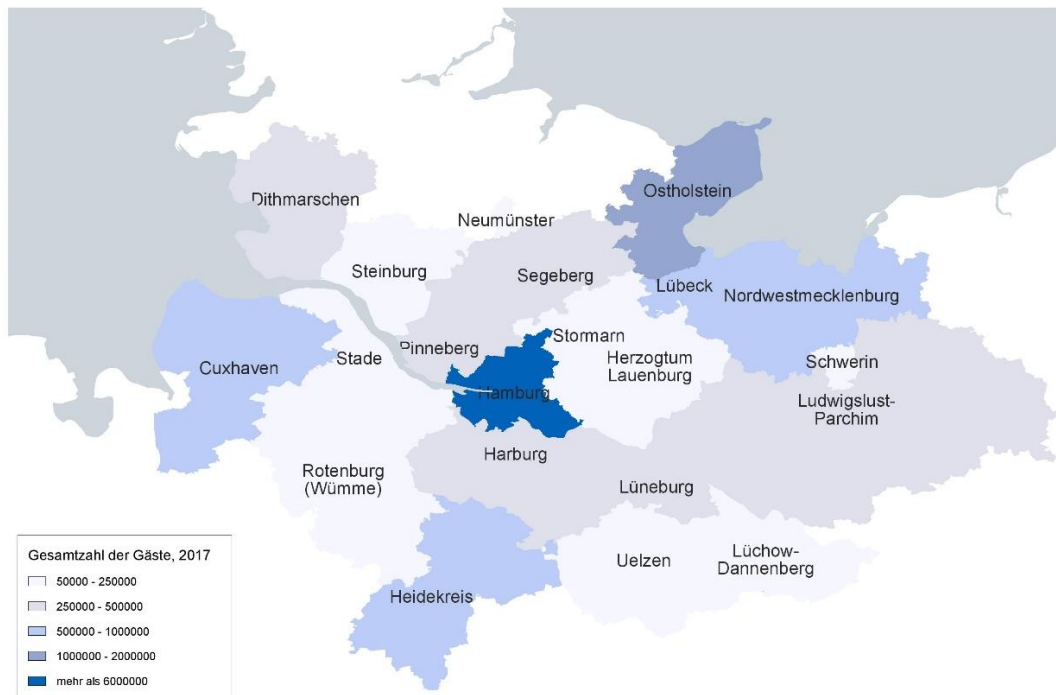 Dithmarschen
Ostholstein
Neumünster
Steinburg
Segeberg
Lübeck
Nordwestmecklenburg
Stormarn
Pinneberg
Stade
Cuxhaven
Herzogtum
Lauenburg
Schwerin
Hamburg
Ludwigslust-
Parchim
Harburg
Rotenburg
(Wümme)
Lüneburg
Uelzen
Lüchow-
Dannenberg
Heidekreis
Gesamtzahl der Gäste, 2017
50000 - 250000
250000 - 500000
500000 - 1000000
1000000 - 2000000
mehr als 6000000